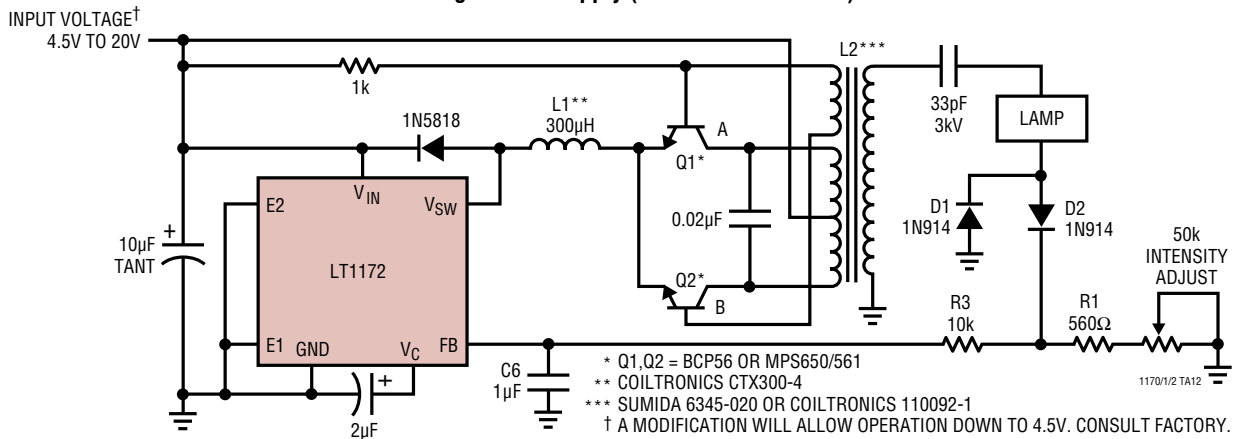 INPUT VOLTAGE†
4.5V TO 20V
1k
1N5818
L1**
300µH
A
Q1*
L2***
33pF
3kV
LAMP
E2
VIN
VSW
10µF
TANT
+
LT1172
0.02µF
Q2*
B
D1
1N914
D2
1N914
50k
INTENSITY
ADJUST
R3
10k
R1
560Ω
E1
GND
VC
FB
+
2µF
C6
1µF
* Q1,Q2 = BCP56 OR MPS650/561
** COILTRONICS CTX300-4
*** SUMIDA 6345-020 OR COILTRONICS 110092-1
† A MODIFICATION WILL ALLOW OPERATION DOWN TO 4.5V. CONSULT FACTORY.
1170/1/2 TA12